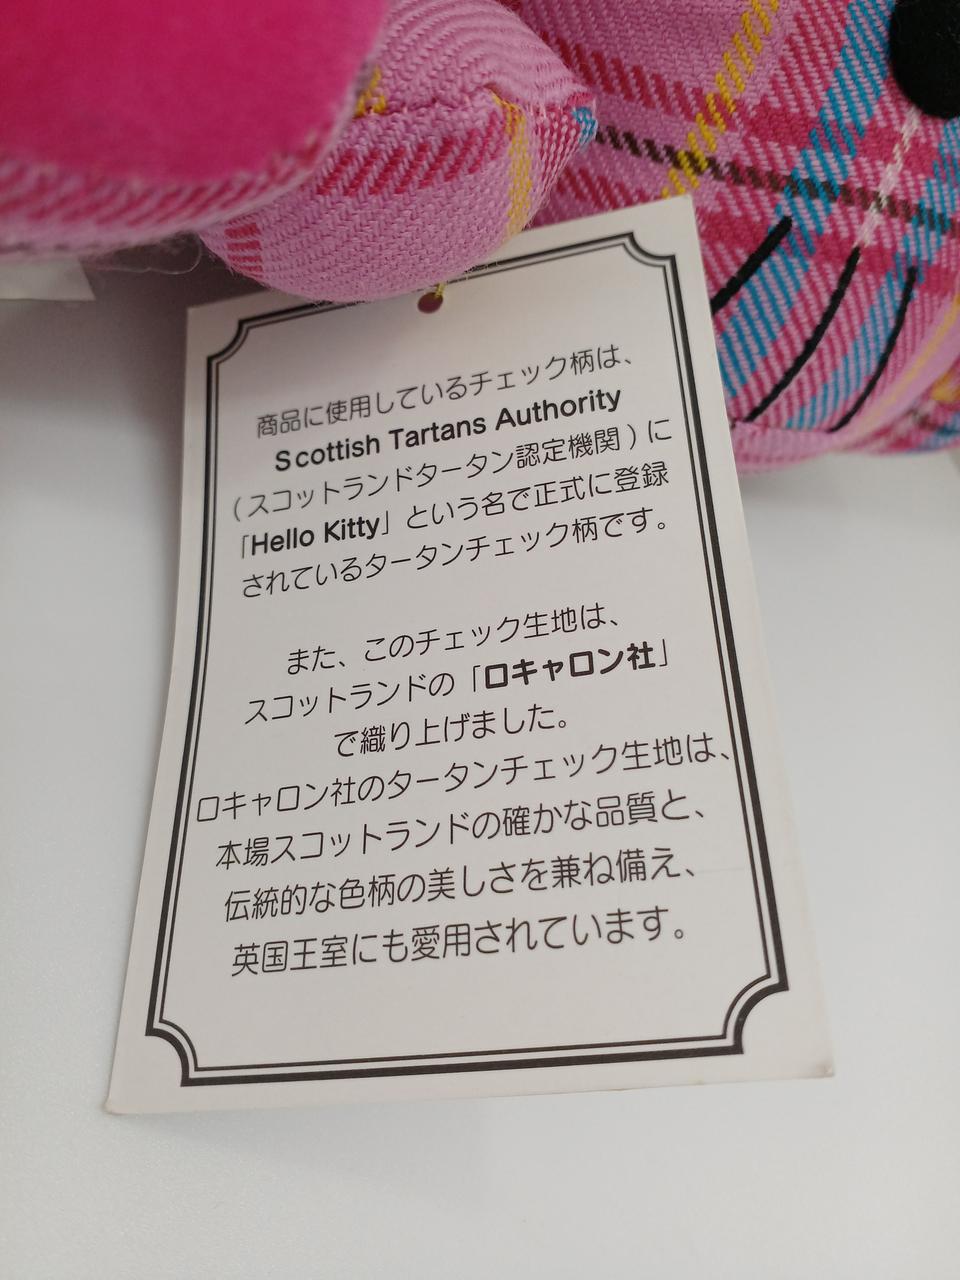 商品に使用しているチェック柄は、
Scottish Tartans Authority
(スコットランドタータン認定機関)に
「Hello Kitty」という名で正式に登録
されているタータンチェック柄です。
また、このチェック生地は、
スコットランドの「ロキャロン社」
で織り上げました。
ロキャロン社のタータンチェック生地は、
本場スコットランドの確かな品質と、
伝統的な色柄の美しさを兼ね備え、
英国王室にも愛用されています。